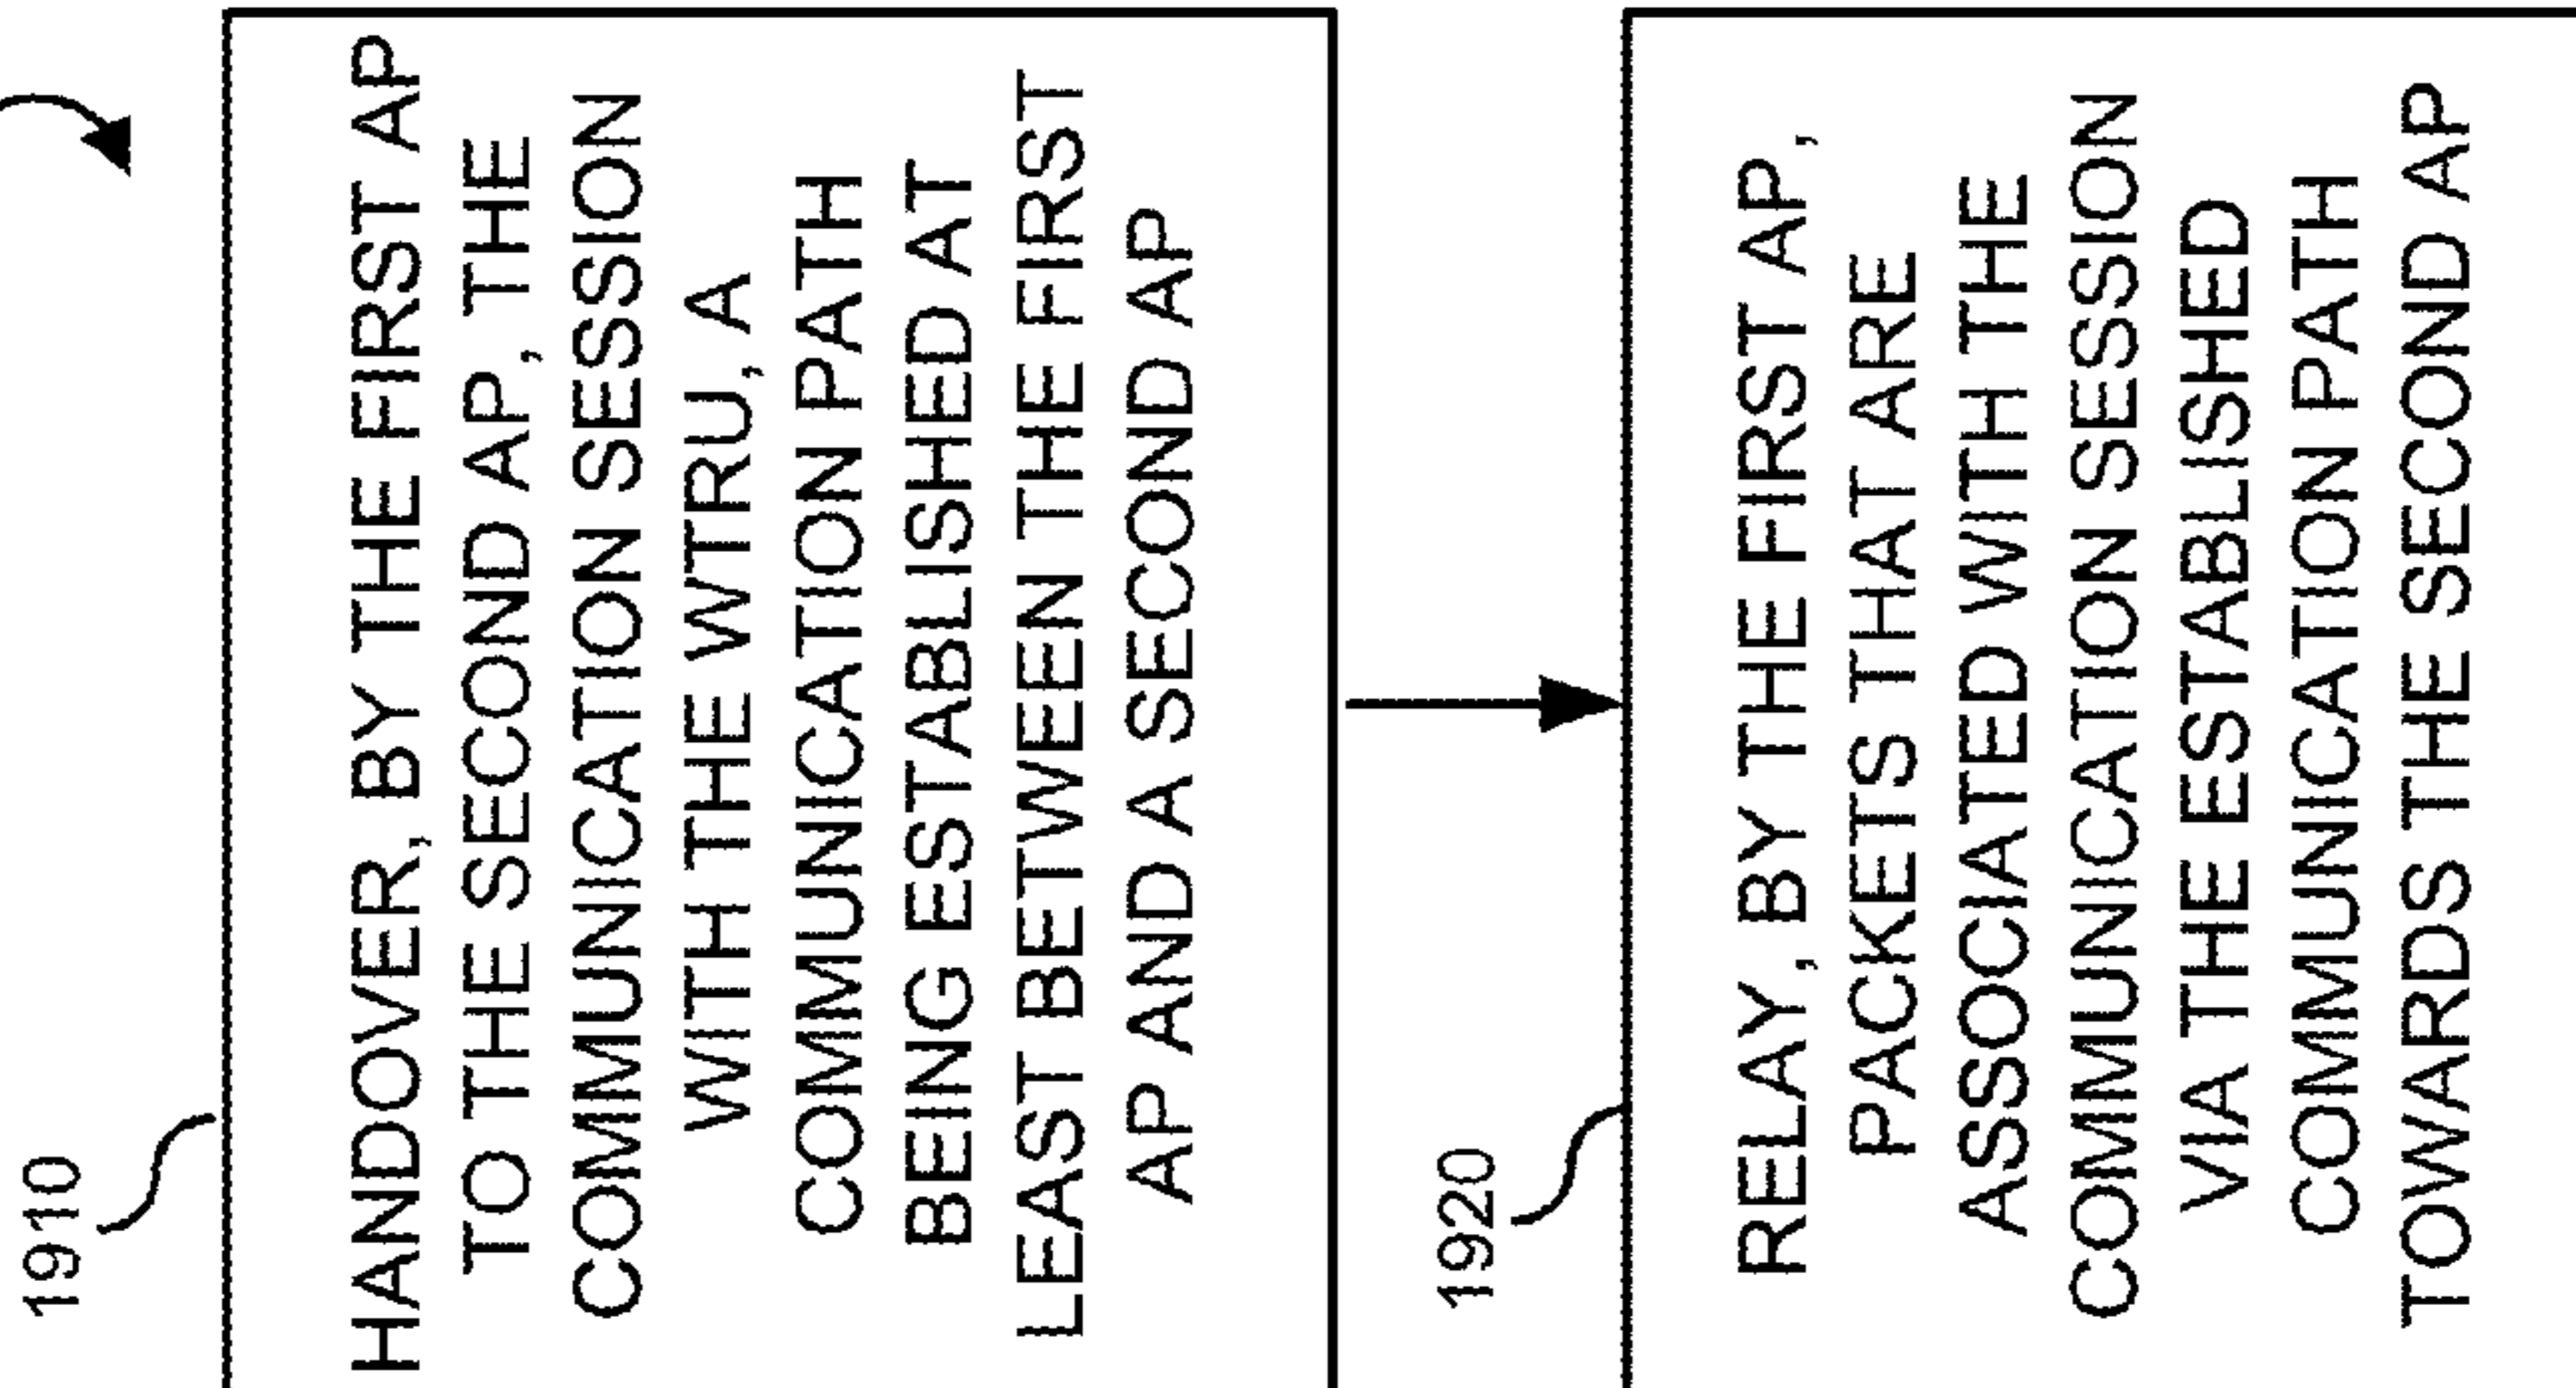 1910
HANDOVER, BY THE FIRST AP
TO THE SECOND AP, THE
COMMUNICATION SESSION
WITH THE WTRU, A
COMMUNICATION PATH
BEING ESTABLISHED AT
LEAST BETWEEN THE FIRST
AP AND A SECOND AP
1920
RELAY, BY THE FIRST AP,
PACKETS THAT ARE
ASSOCIATED WITH THE
COMMUNICATION SESSION
VIA THE ESTABLISHED
COMMUNICATION PATH
TOWARDS THE SECOND AP